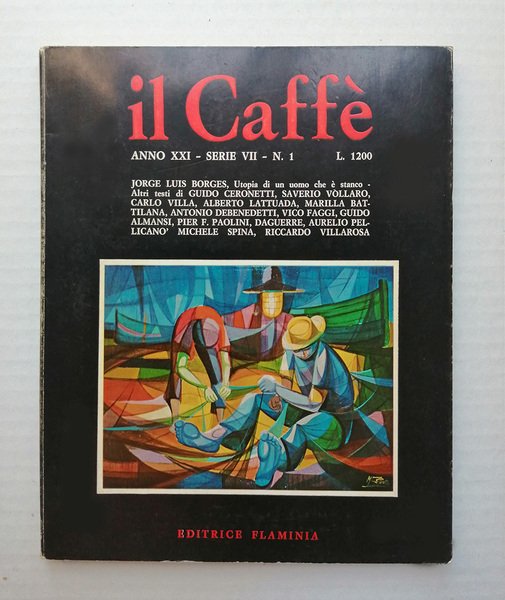 il Caffè
ANNO XXI - SERIE VII - N. 1 L. 1200
JORGE LUIS BORGES, Utopia di un uomo che è stanco -
Altri testi di GUIDO CERONETTI, SAVERIO VÒLLARO,
CARLO VILLA, ALBERTO LATTUADA, MARILLA BAT-
TILANA, ANTONIO DEBENEDETTI, VICO FAGGI, GUIDO
ALMANSI, PIER F. PAOLINI, DAGUERRE, AURELIO PEL-
LICANO' MICHELE SPINA, RICCARDO VILLAROSA
EDITRICE FLAMINIA